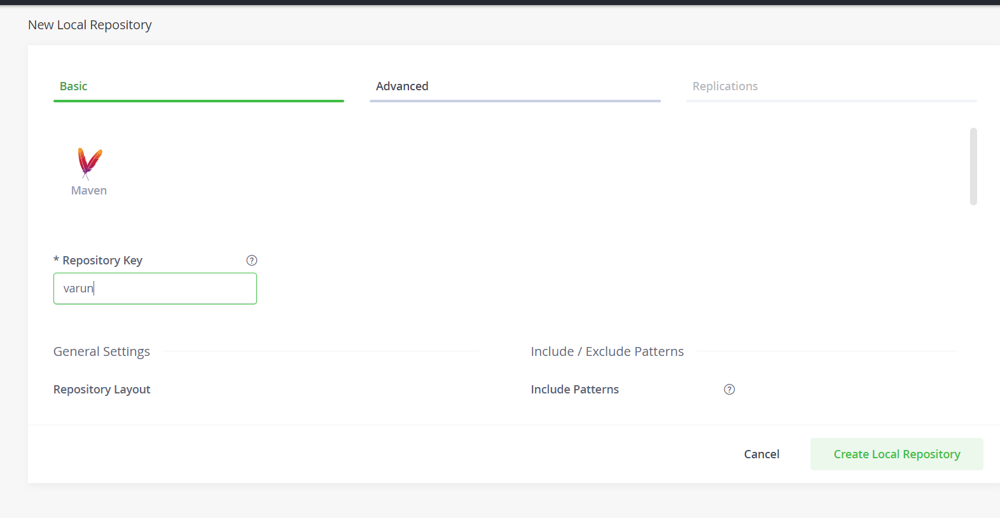 New Local Repository
Basic Advanced Replications
Maven
* Repository Key ?
varun
General Settings Include / Exclude Patterns
Repository Layout Include Patterns ?
Cancel Create Local Repository